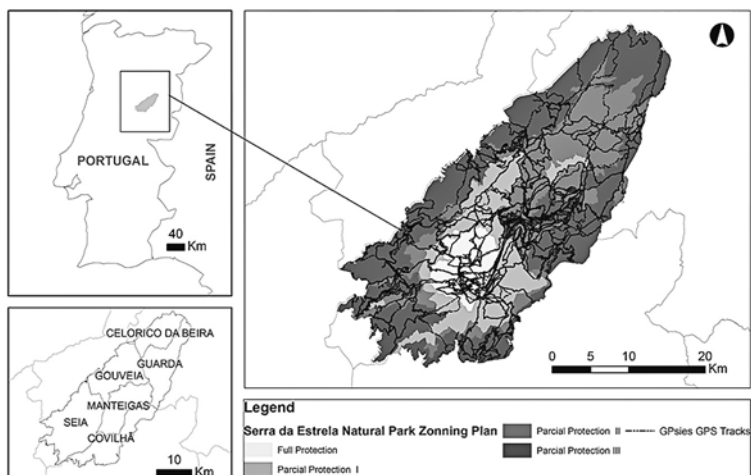 PORTUGAL
SPAIN
40
Km
CELORICO DA BEIRA
GUARDA
GOUVEIA
MANTEIGAS
SEIA
COVILHÃ
10
Km
0 5 10 20
Km
Legend
Serra da Estrela Natural Park Zonning Plan
Full Protection
Parcial Protection I
Parcial Protection II
Parcial Protection III
GPsies GPS Tracks